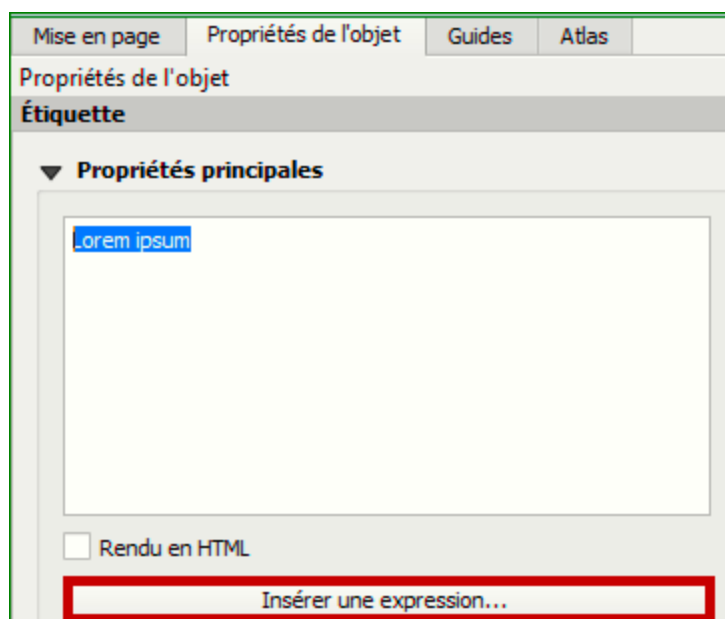 Mise en page Propriétés de l'objet Guides Atlas
Propriétés de l'objet
Étiquette
Propriétés principales
Lorem ipsum
Rendu en HTML
Insérer une expression...